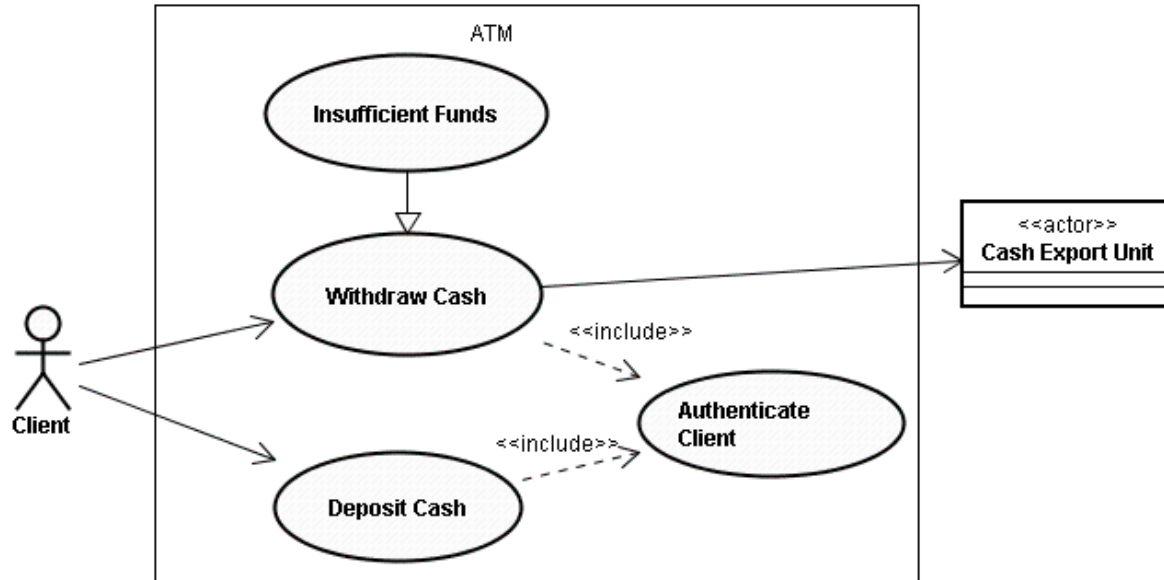 ATM
Insufficient Funds
<<actor>>
Cash Export Unit
Withdraw Cash
<<include>>
Client
Authenticate
Client
<<include>>
Deposit Cash